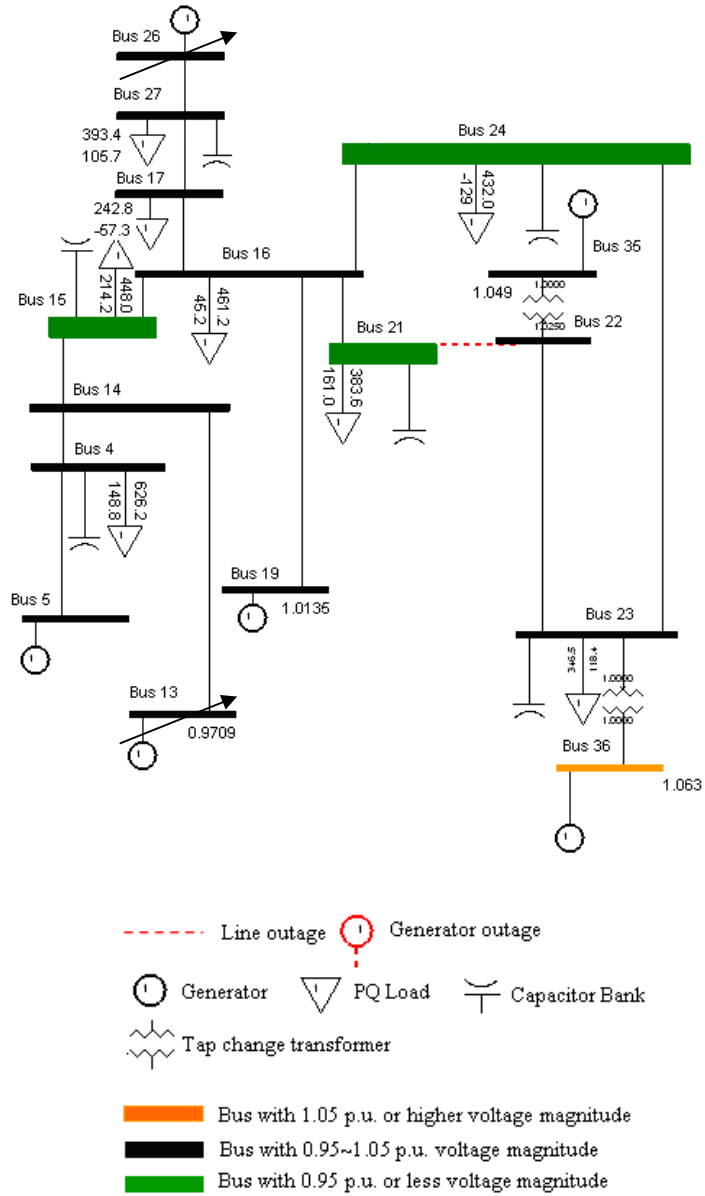 Bus 26
Bus 27
393.4
105.7
Bus 24
Bus 17
242.8
-57.3
432.0
-129
Bus 35
Bus 16
1.049
1.0000
1.0250
Bus 22
Bus 15
448.0
214.2
461.2
45.2
Bus 21
383.6
161.0
Bus 14
Bus 4
626.2
148.8
Bus 19
1.0135
Bus 5
Bus 23
346.5
118.4
1.0000
1.0000
Bus 13
0.9709
Bus 36
1.063
Line outage
Generator outage
Generator
PQ Load
Capacitor Bank
Tap change transformer
Bus with 1.05 p.u. or higher voltage magnitude
Bus with 0.95~1.05 p.u. voltage magnitude
Bus with 0.95 p.u. or less voltage magnitude